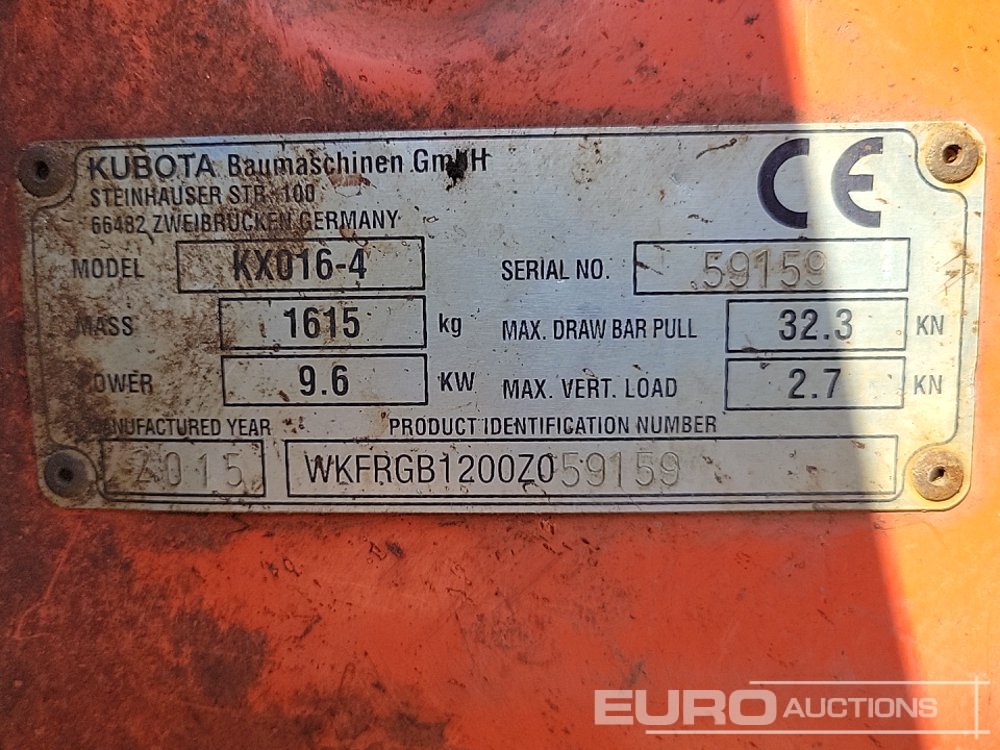 KUBOTA Baumaschinen GmbH
STEINHAUSER STR. 100
66482 ZWEIBRUCKEN GERMANY
CE
MODEL KX016-4 SERIAL NO. 59159
MASS 1615 kg MAX. DRAW BAR PULL 32.3 KN
POWER 9.6 KW MAX. VERT. LOAD 2.7 KN
MANUFACTURED YEAR PRODUCT IDENTIFICATION NUMBER
2015 WKFRGB1200Z059159
EURO AUCTIONS